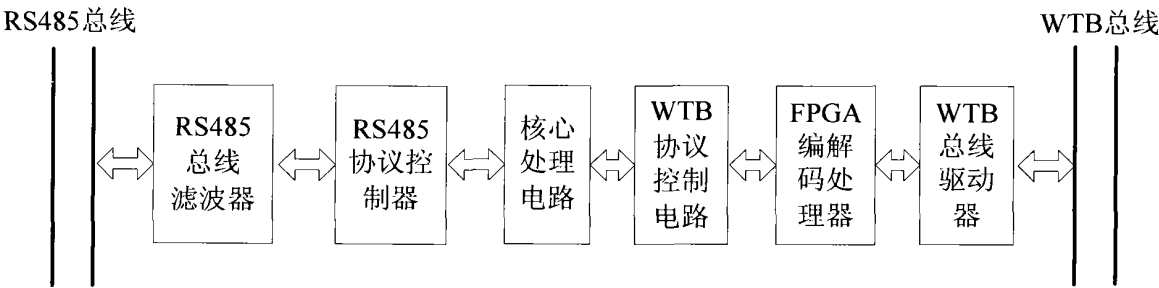 RS485总线
WTB总线
RS485
总线
滤波器
RS485
协议控
制器
核心
处理
电路
WTB
协议
控制
电路
FPGA
编解
码处
理器
WTB
总线
驱动
器